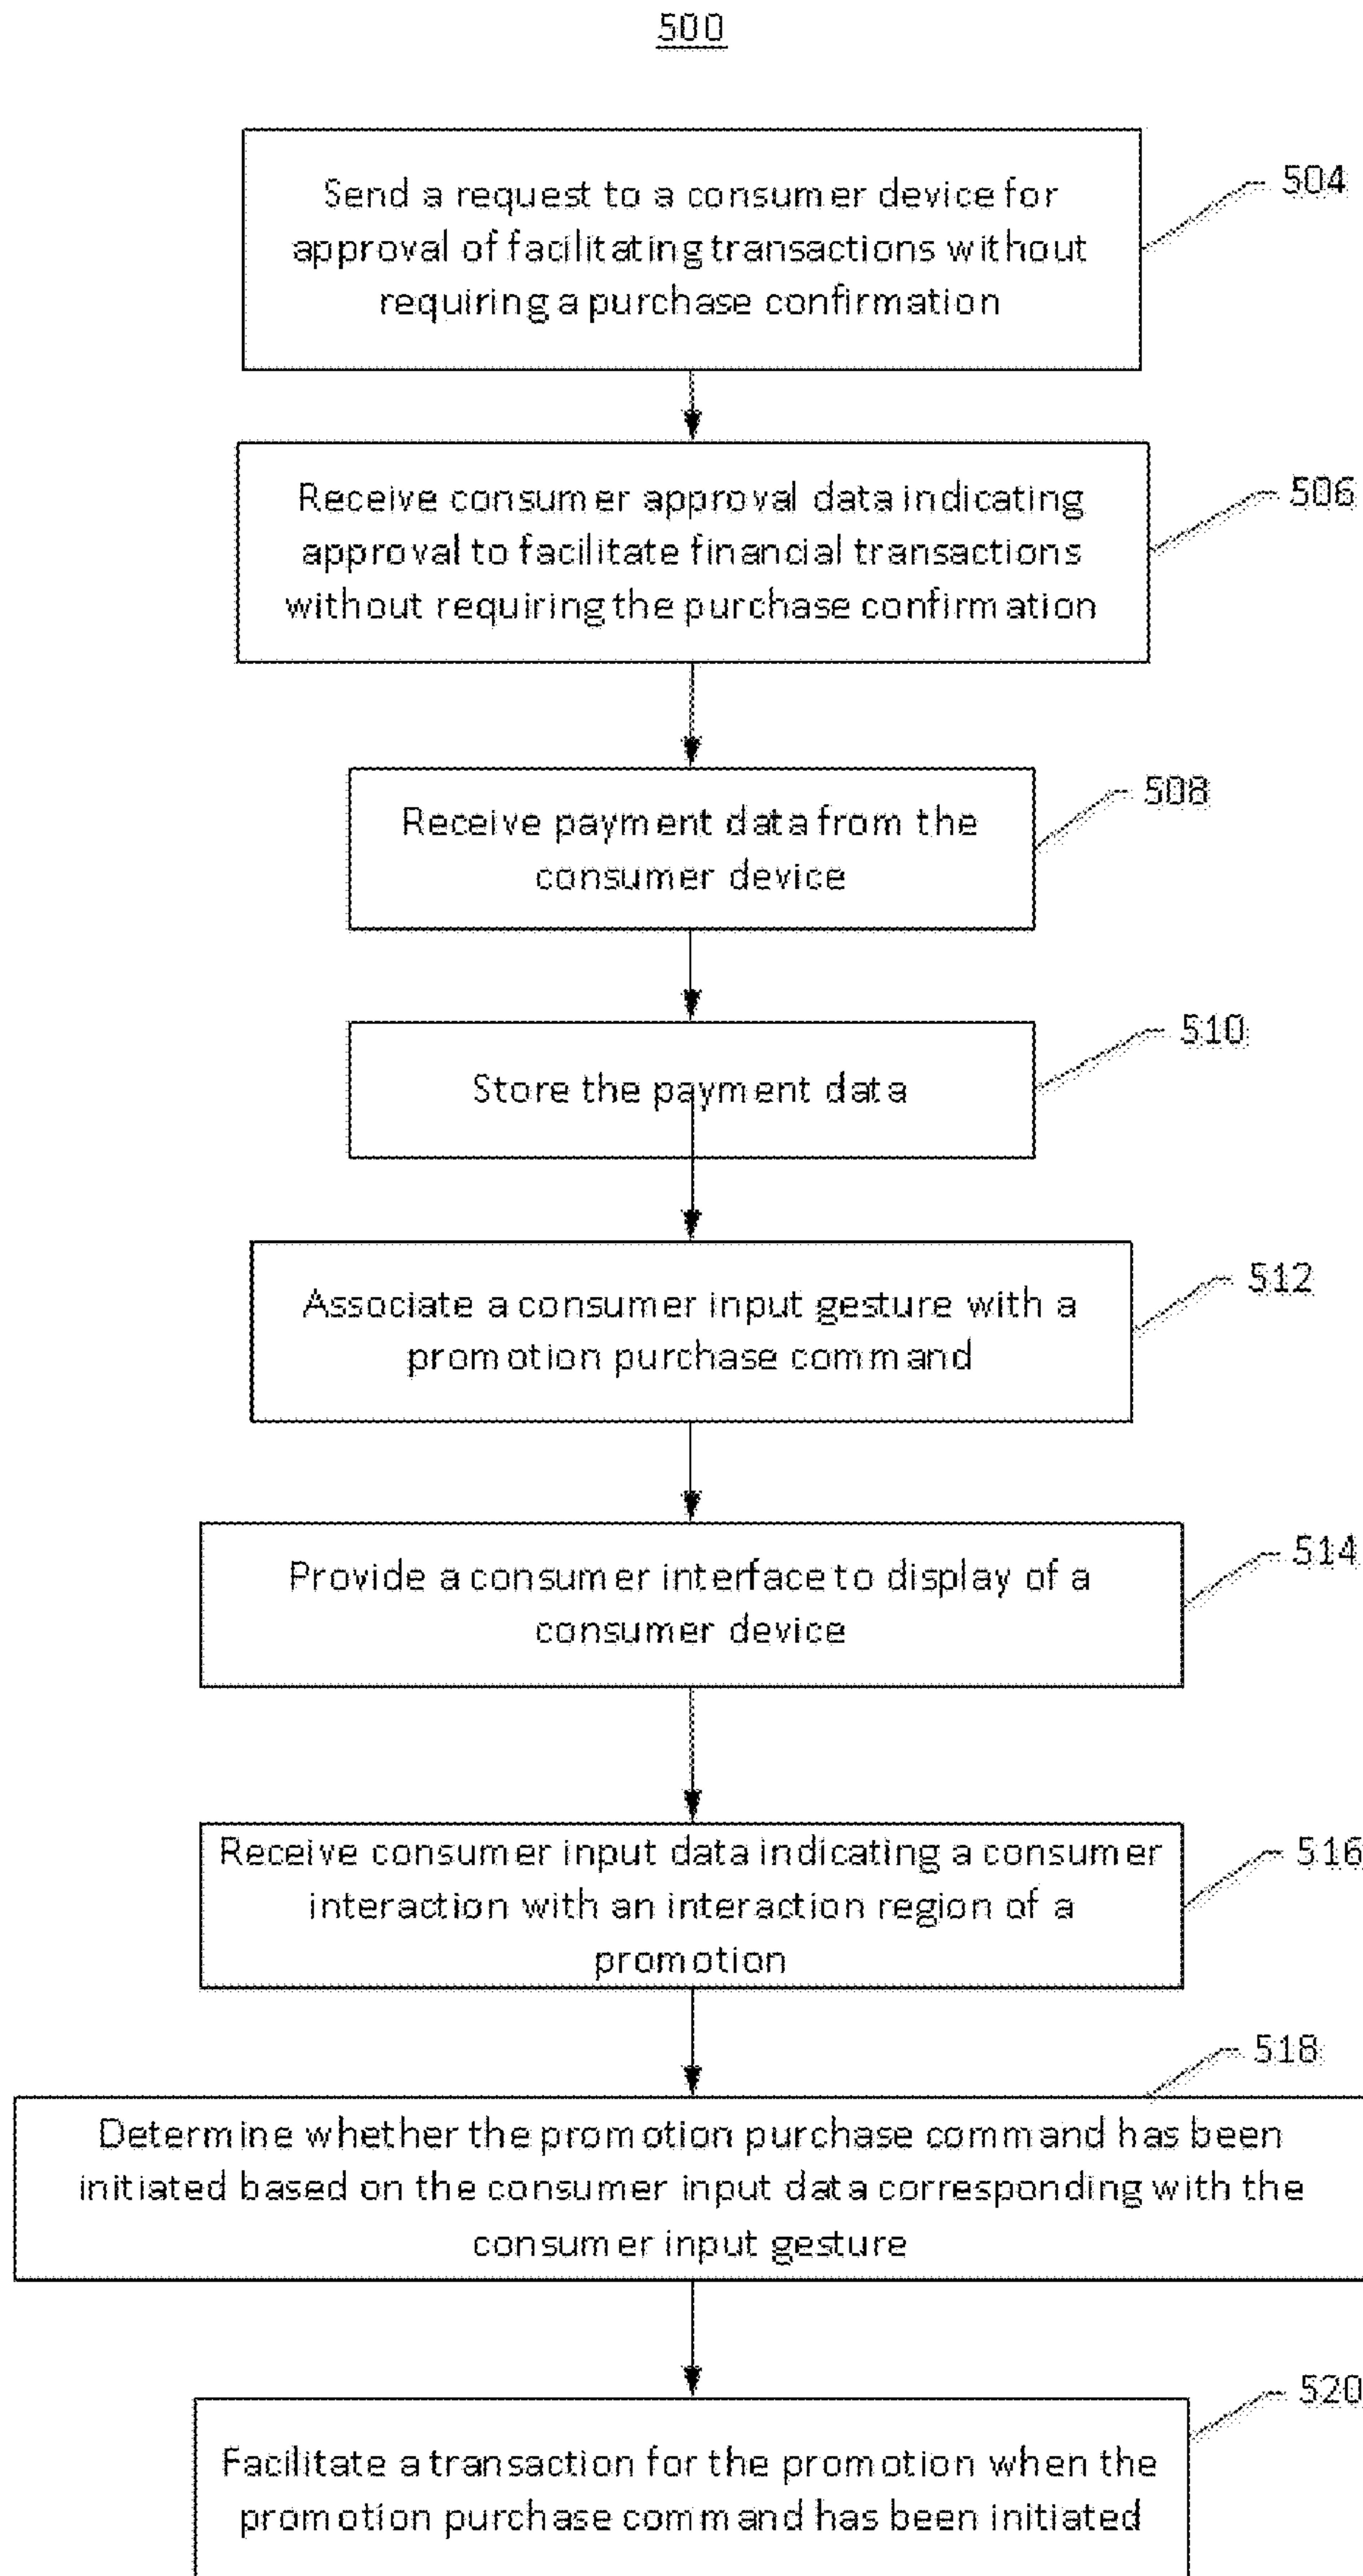 500
Send a request to a consumer device for
approval of facilitating transactions without
requiring a purchase confirmation
504
Receive consumer approval data indicating
approval to facilitate financial transactions
without requiring the purchase confirmation
506
Receive payment data from the
consumer device
508
Store the payment data
510
Associate a consumer input gesture with a
promotion purchase command
512
Provide a consumer interface to display of a
consumer device
514
Receive consumer input data indicating a consumer
interaction with an interaction region of a
promotion
516
518
Determine whether the promotion purchase command has been
initiated based on the consumer input data corresponding with the
consumer input gesture
520
Facilitate a transaction for the promotion when the
promotion purchase command has been initiated